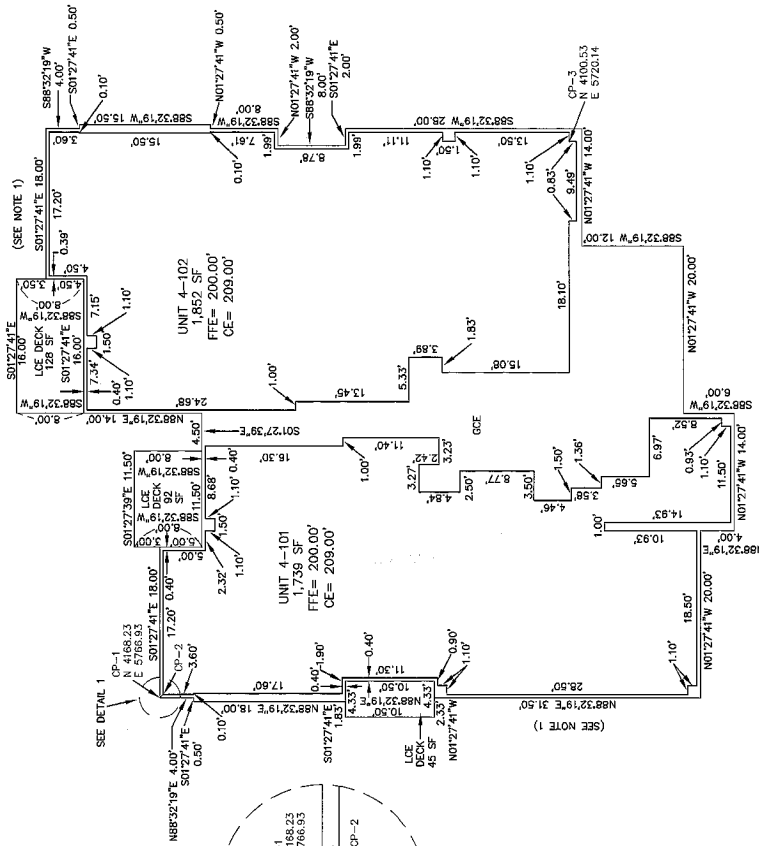 S88°32'19"W
4.00'
S01°27'41"E 0.50'
0.10'
3.60'
S88°32'19"W 15.50'
15.50'
N01°27'41"W 0.50'
0.10'
S88°32'19"W
8.00'
7.61'
N01°27'41"W 2.00'
S88°32'19"W
8.00'
S01°27'41"E
2.00'
1.99'
8.78'
1.99'
S88°32'19"W 28.00'
11.11'
1.10'
1.50'
1.10'
13.50'
1.10'
CP-3
N 4100.53
E 5720.14
0.83'
9.49'
N01°27'41"W 14.00'
S88°32'19"W 12.00'
N01°27'41"W 20.00'
S88°32'19"W
6.00'
(SEE NOTE 1)
S01°27'41"E 18.00'
17.20'
0.39'
4.50'
3.50'
4.50'
8.00'
S88°32'19"W
S01°27'41"E
16.00'
LCE DECK
128 SF
S01°27'41"E
16.00'
S88°32'19"W
8.00'
7.15'
1.10'
1.50'
7.34'
0.40'
1.10'
UNIT 4-102
1,852 SF
FFE= 200.00'
CE= 209.00'
N88°32'19"E 14.00'
24.68'
1.00'
13.45'
5.33'
3.89'
1.83'
15.08'
18.10'
GCE
4.50'
S01°27'39"E
S01°27'39"E 11.50'
S88°32'19"W
8.00'
0.40'
LCE
DECK
92
SF
11.50'
8.68'
S88°32'19"W
8.00'
5.00'
3.00'
5.00'
1.10'
1.50'
1.10'
2.32'
16.30'
1.00'
11.40'
3.23'
2.42'
3.27'
4.84'
2.50'
8.77'
3.50'
4.46'
1.50'
3.58'
1.36'
5.65'
6.97'
8.52'
0.93'
1.10'
11.50'
N01°27'41"W 14.00'
14.93'
1.00'
10.93'
4.00'
N88°32'19"E
UNIT 4-101
1,739 SF
FFE= 200.00'
CE= 209.00'
S01°27'41"E 18.00'
17.20'
0.40'
SEE DETAIL 1
CP-1
N 4168.23
E 5766.93
CP-2
3.60'
0.10'
N88°32'19"E 4.00'
S01°27'41"E
0.50'
N88°32'19"E 18.00'
17.60'
S01°27'41"E
1.83'
0.40'
1.90'
4.33'
10.50'
N88°32'19"E
10.50'
4.33'
11.30'
0.40'
0.90'
1.10'
LCE
DECK
45 SF
2.33'
N01°27'41"W
28.50'
N88°32'19"E 31.50'
(SEE NOTE 1)
1.10'
18.50'
N01°27'41"W 20.00'
168.23
766.93
CP-2